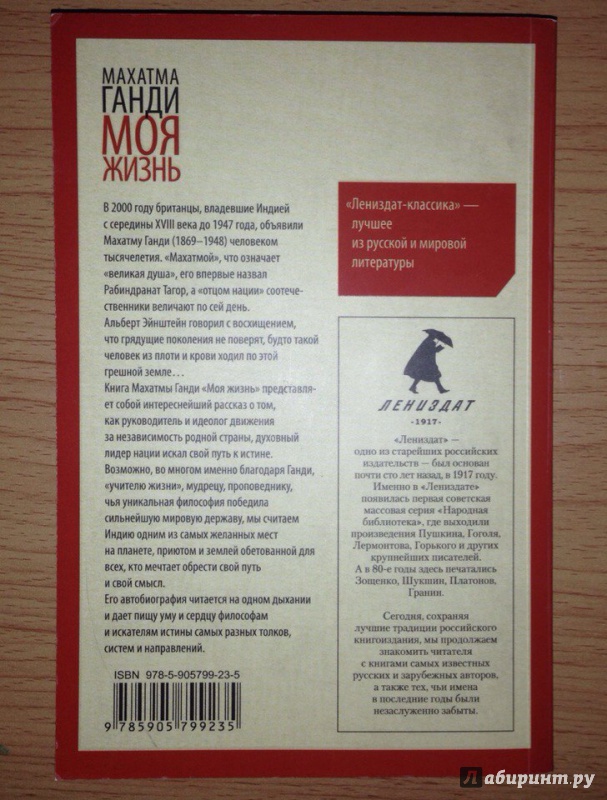 МАХАТМА
ГАНДИ
МОЯ
ЖИЗНЬ
В 2000 году британцы, владевшие Индией
с середины XVIII века до 1947 года, объявили
Махатму Ганди (1869–1948) человеком
тысячелетия. «Махатмой», что означает
«великая душа», его впервые назвал
Рабиндранат Тагор, а «отцом нации» соотече-
ственники величают по сей день.
Альберт Эйнштейн говорил с восхищением,
что грядущие поколения не поверят, будто такой
человек из плоти и крови ходил по этой
грешной земле…
Книга Махатмы Ганди «Моя жизнь» представля-
ет собой интереснейший рассказ о том,
как руководитель и идеолог движения
за независимость родной страны, духовный
лидер нации искал свой путь к истине.
Возможно, во многом именно благодаря Ганди,
«учителю жизни», мудрецу, проповеднику,
чья уникальная философия победила
сильнейшую мировую державу, мы считаем
Индию одним из самых желанных мест
на планете, приютом и землей обетованной для
всех, кто мечтает обрести свой путь
и свой смысл.
Его автобиография читается на одном дыхании
и дает пищу уму и сердцу философам
и искателям истины самых разных толков,
систем и направлений.
ISBN 978-5-905799-23-5
9 785905 799235
«Лениздат-классика» —
лучшее
из русской и мировой
литературы
ЛЕНИЗДАТ
-1917-
«Лениздат» —
одно из старейших российских
издательств — был основан
почти сто лет назад, в 1917 году.
Именно в «Лениздате»
появилась первая советская
массовая серия «Народная
библиотека», где выходили
произведения Пушкина, Гоголя,
Лермонтова, Горького и других
крупнейших писателей.
А в 80-е годы здесь печатались
Зощенко, Шукшин, Платонов,
Гранин.
Сегодня, сохраняя
лучшие традиции российского
книгоиздания, мы продолжаем
знакомить читателя
с книгами самых известных
русских и зарубежных авторов,
а также тех, чьи имена
в последние годы были
незаслуженно забыты.
Лабиринт.ру